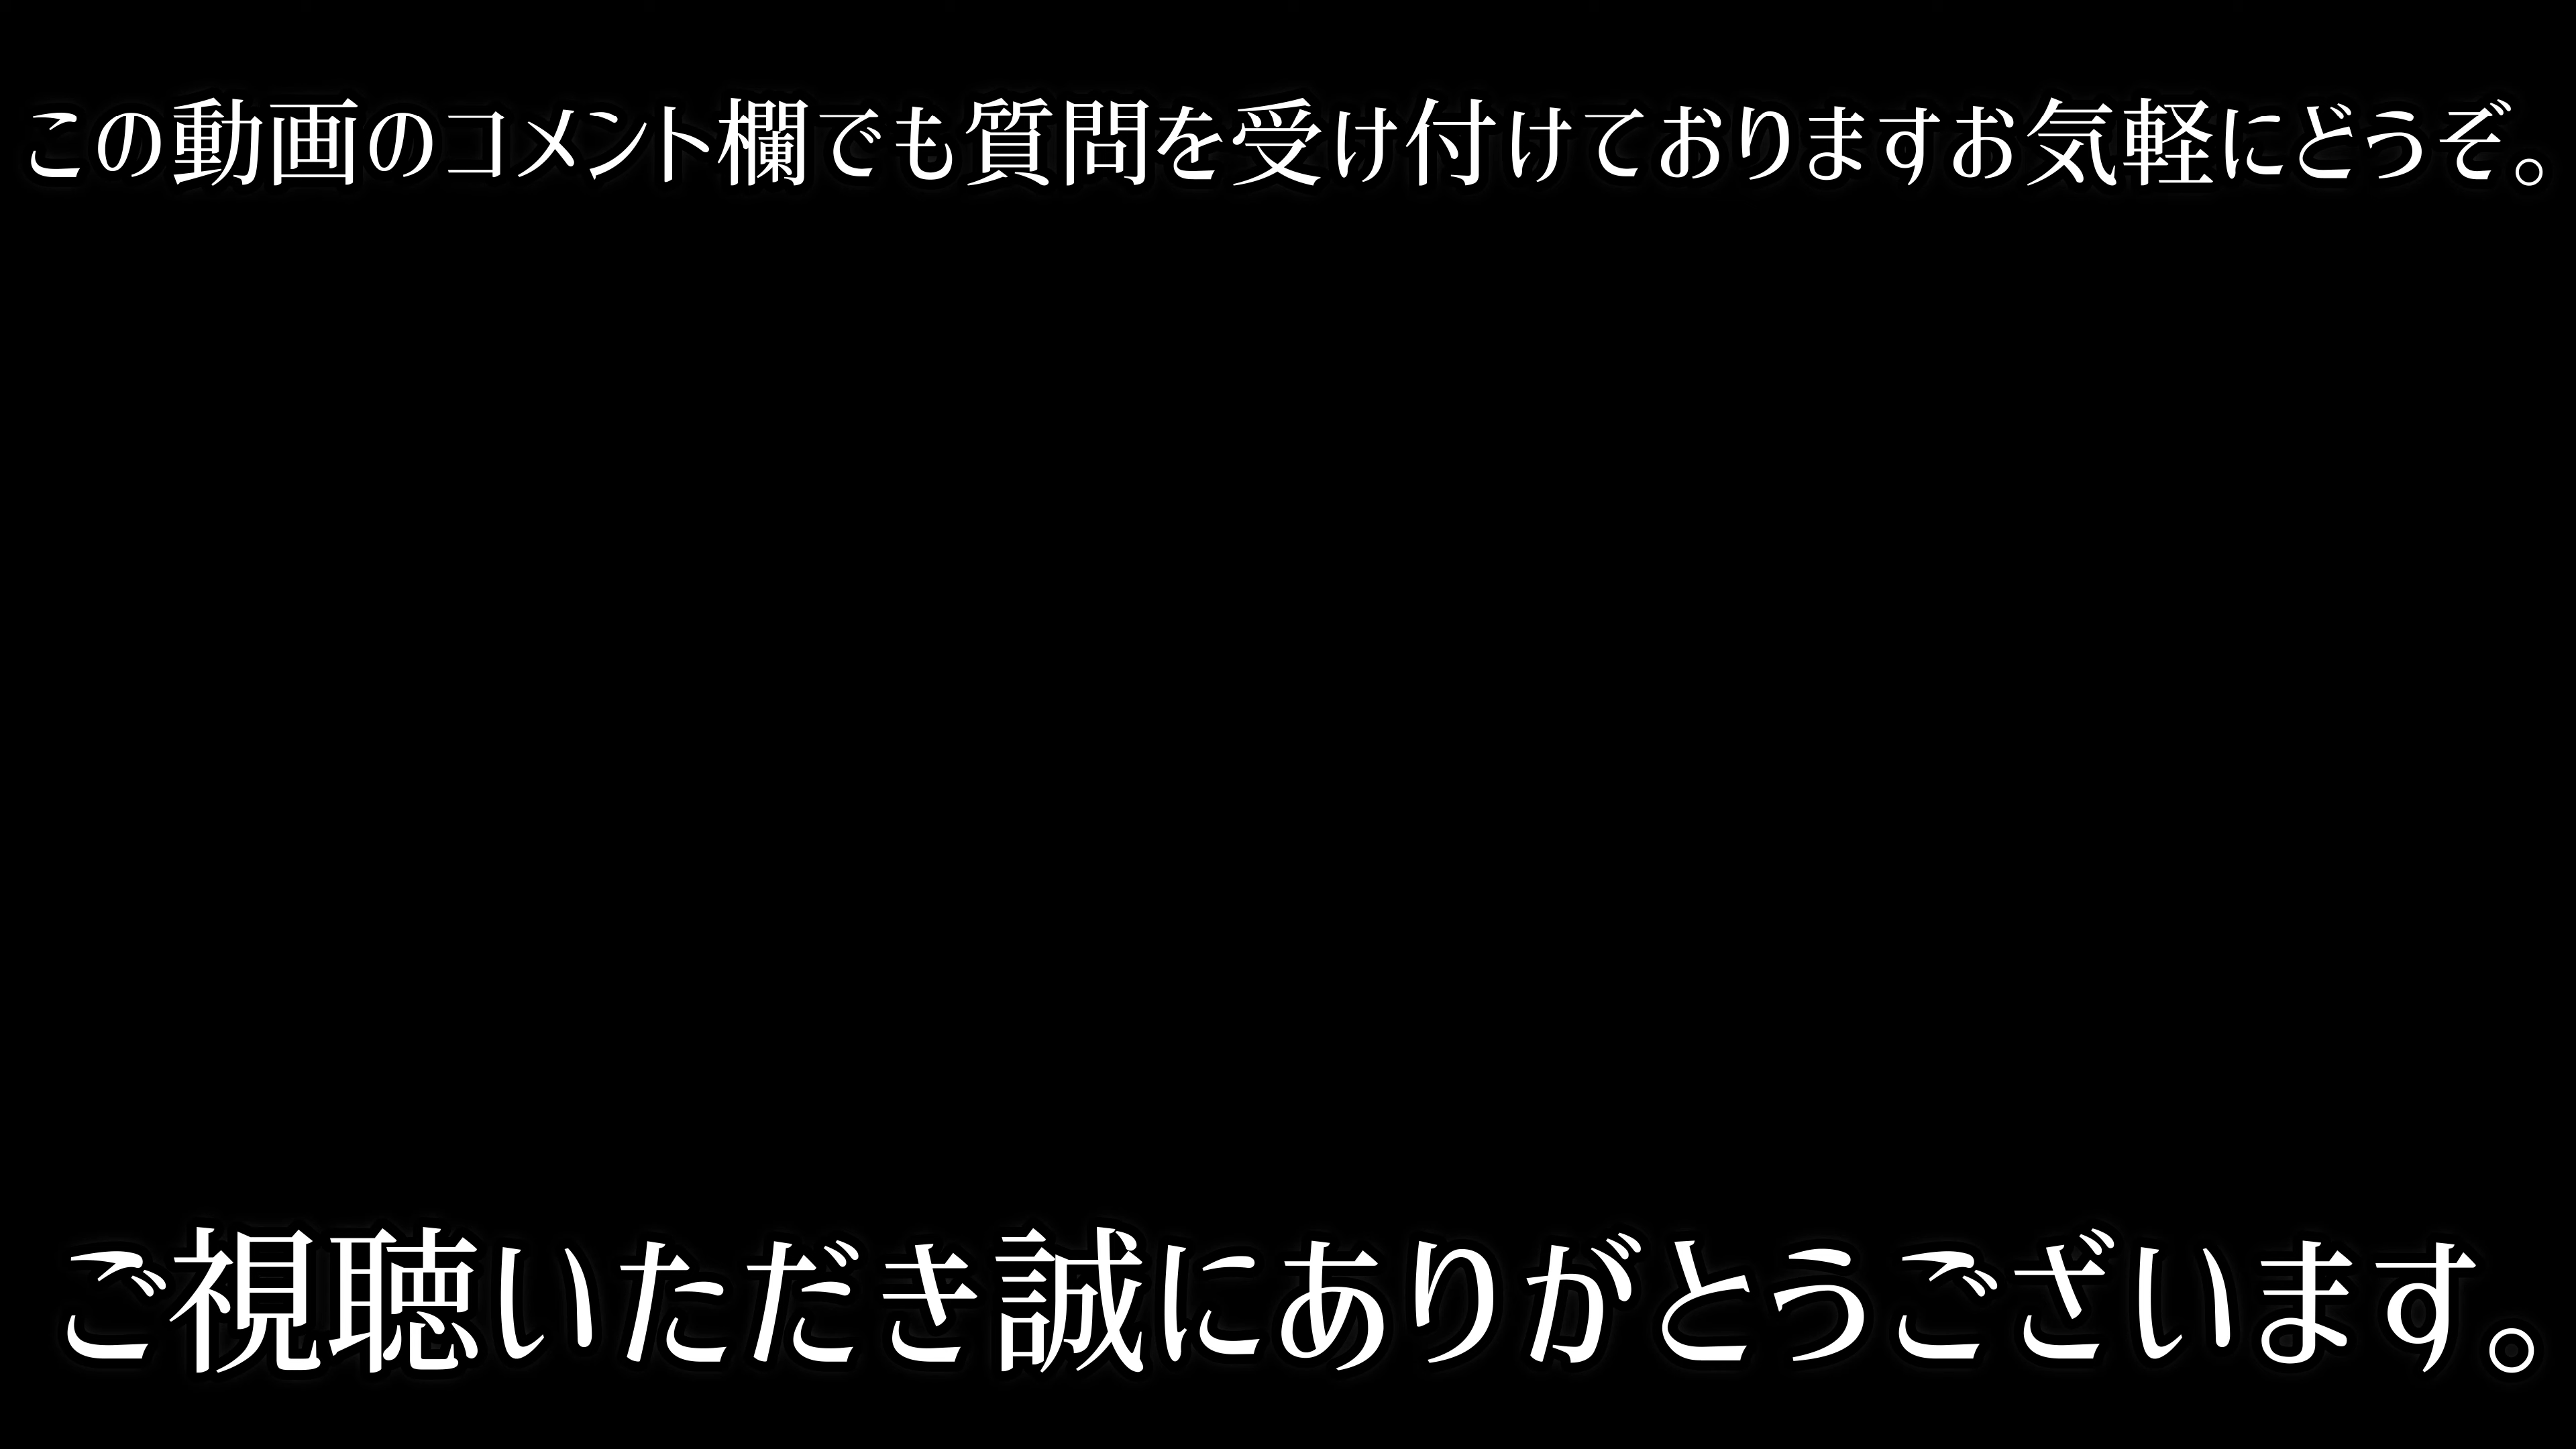 この動画のコメント欄でも質問を受け付けておりますお気軽にどうぞ。
ご視聴いただき誠にありがとうございます。